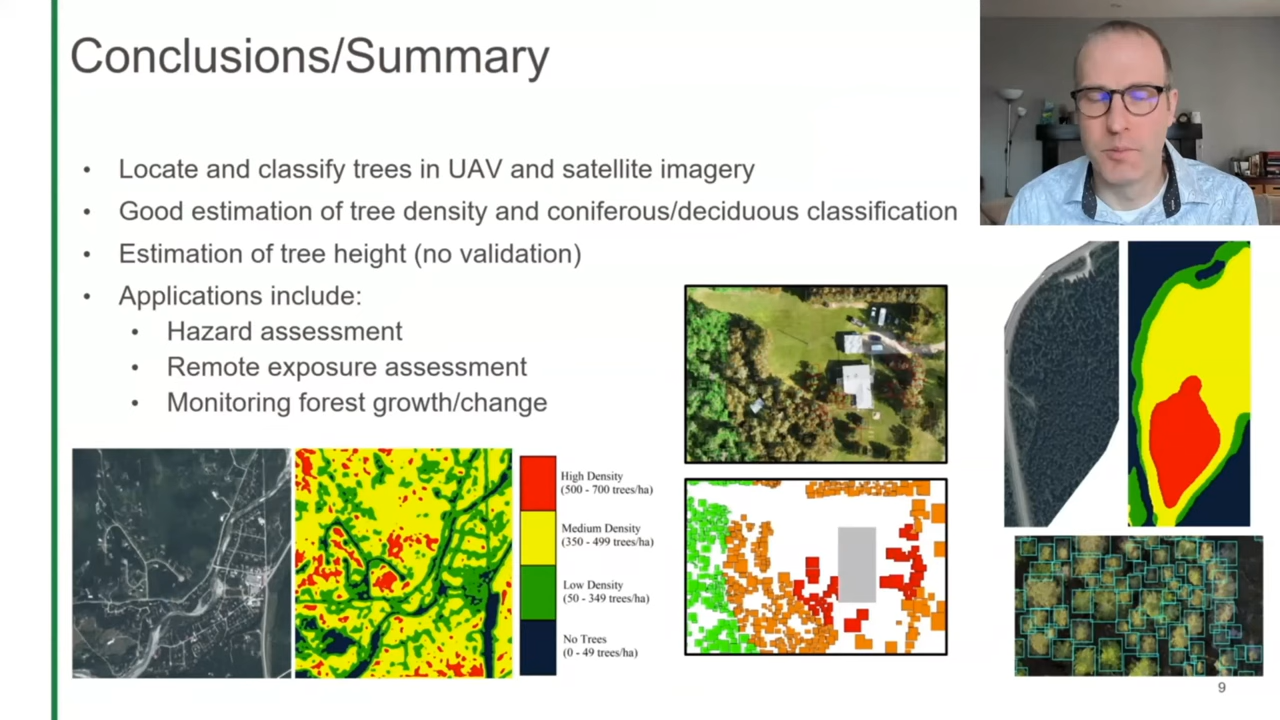 Conclusions/Summary
• Locate and classify trees in UAV and satellite imagery
• Good estimation of tree density and coniferous/deciduous classification
• Estimation of tree height (no validation)
• Applications include:
• Hazard assessment
• Remote exposure assessment
• Monitoring forest growth/change
High Density
(500 - 700 trees/ha)
Medium Density
(350 - 499 trees/ha)
Low Density
(50 - 349 trees/ha)
No Trees
(0 - 49 trees/ha)
9